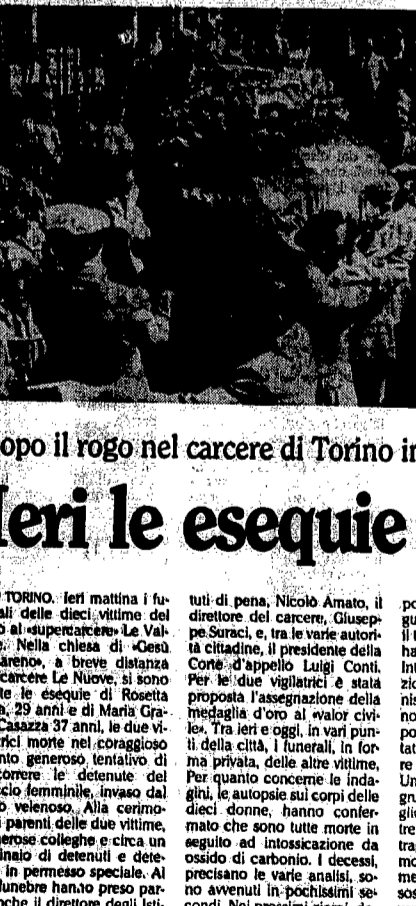 opo il rogo nel carcere di Torino in
Ieri le esequie
TORINO. Ieri mattina i fu-
ali delle dieci vittime del
o al «supercarcere» Le Val-
e. Nella chiesa di «Gesù
areno», a breve distanza
carcere Le Nuove, si sono
te le esequie di Rosetta
a, 29 anni e di Maria Gra-
Casazza 37 anni, le due vi-
rici morte nel coraggioso
nto generoso tentativo di
correre le detenute del
ccio femminile, invaso dal
o velenoso. Alla cerimo-
i parenti delle due vittime,
erose colleghe e circa un
inaio di detenuti e dete-
in permesso speciale. Al
funebre hanno preso par-
che il direttore degli Isti-
tuti di pena, Nicolò Amato, il
direttore del carcere, Giusep-
pe Suraci, e, tra le varie autori-
tà cittadine, il presidente della
Corte d'appello Luigi Conti.
Per le due vigilatrici è stata
proposta l'assegnazione della
medaglia d'oro al «valor civi-
le». Tra ieri e oggi, in vari pun-
ti della città, i funerali, in for-
ma privata, delle altre vittime.
Per quanto concerne le inda-
gini, le autopsie sui corpi delle
dieci donne, hanno confer-
mato che sono tutte morte in
seguito ad intossicazione da
ossido di carbonio. I decessi,
precisano le varie analisi, so-
no avvenuti in pochissimi se-
condi. Nei prossimi giorni